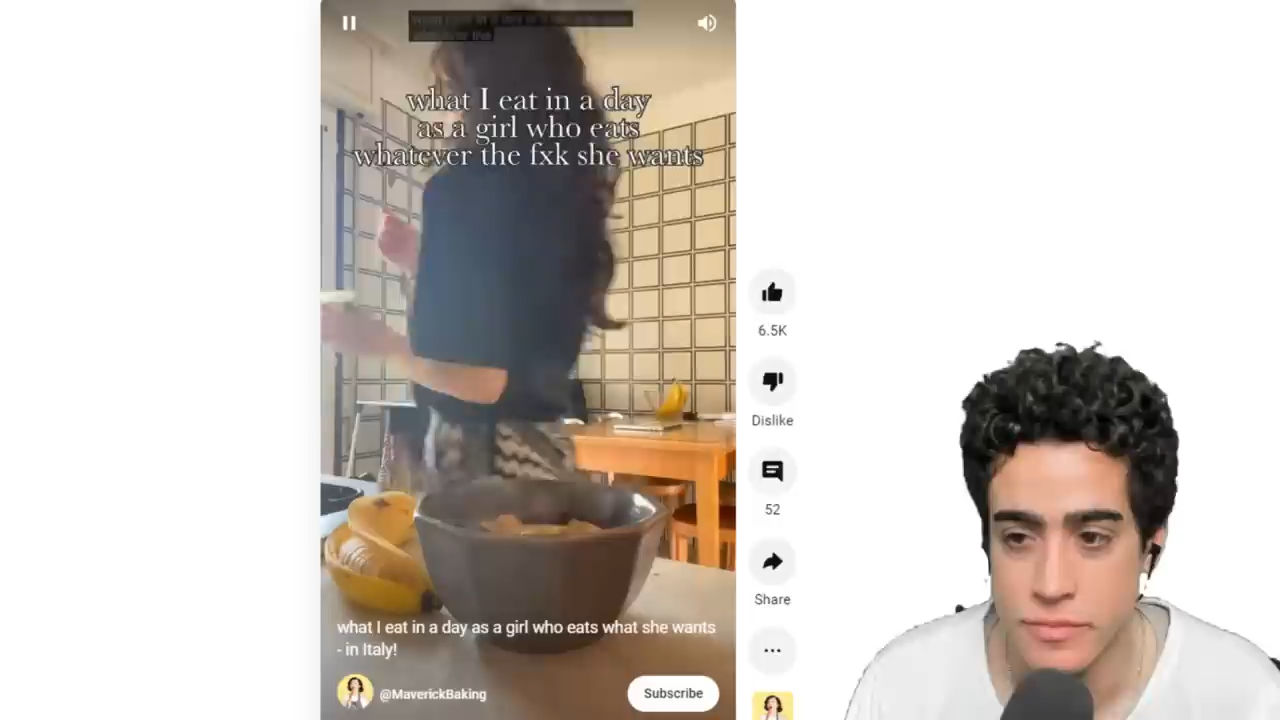 what I eat in a day
as a girl who eats
whatever the fxk she wants
6.5K
Dislike
52
Share
what I eat in a day as a girl who eats what she wants
- in Italy!
@MaverickBaking
Subscribe